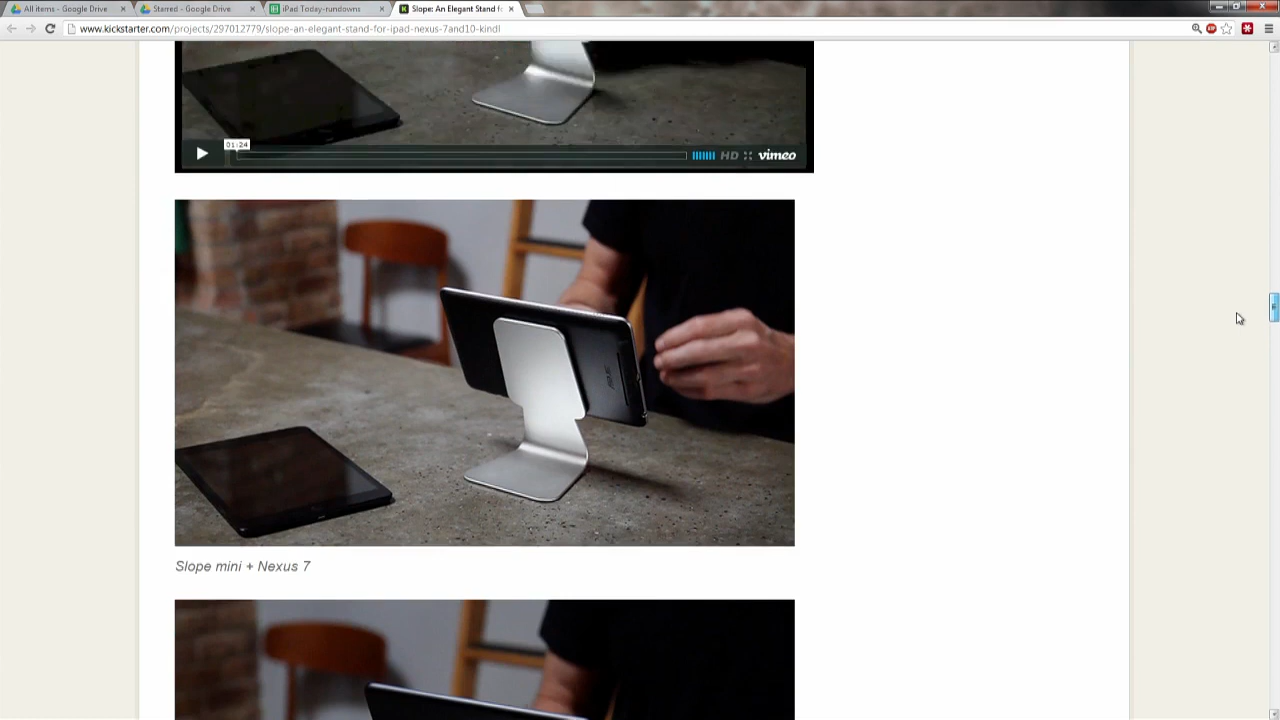 All items - Google Drive
Starred - Google Drive
iPad Today-rundowns
Slope: An Elegant Stand f
www.kickstarter.com/projects/297012779/slope-an-elegant-stand-for-ipad-nexus-7and10-kindl
01:24
HD
vimeo
Slope mini + Nexus 7